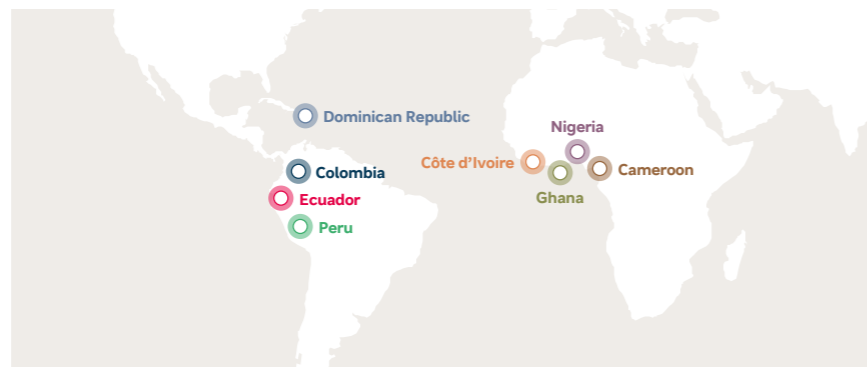 Dominican Republic
Nigeria
Côte d’Ivoire
Cameroon
Colombia
Ghana
Ecuador
Peru